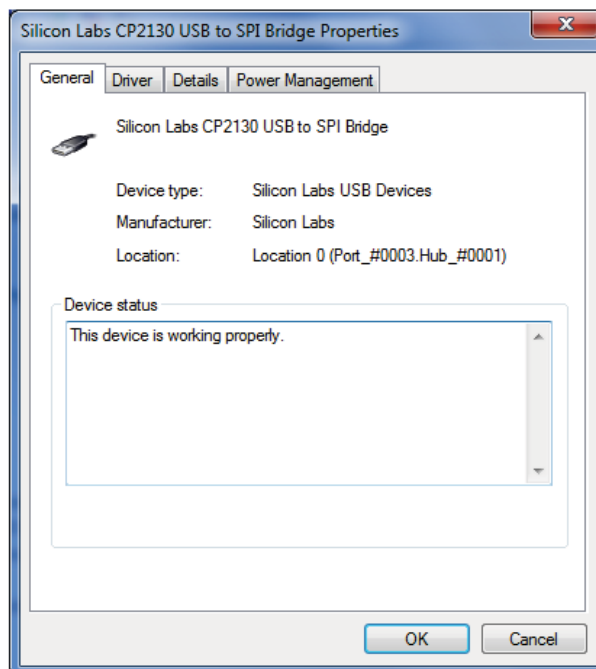 Silicon Labs CP2130 USB to SPI Bridge Properties
General Driver Details Power Management
Silicon Labs CP2130 USB to SPI Bridge
Device type: Silicon Labs USB Devices
Manufacturer: Silicon Labs
Location: Location 0 (Port_#0003.Hub_#0001)
Device status
This device is working properly.
OK Cancel